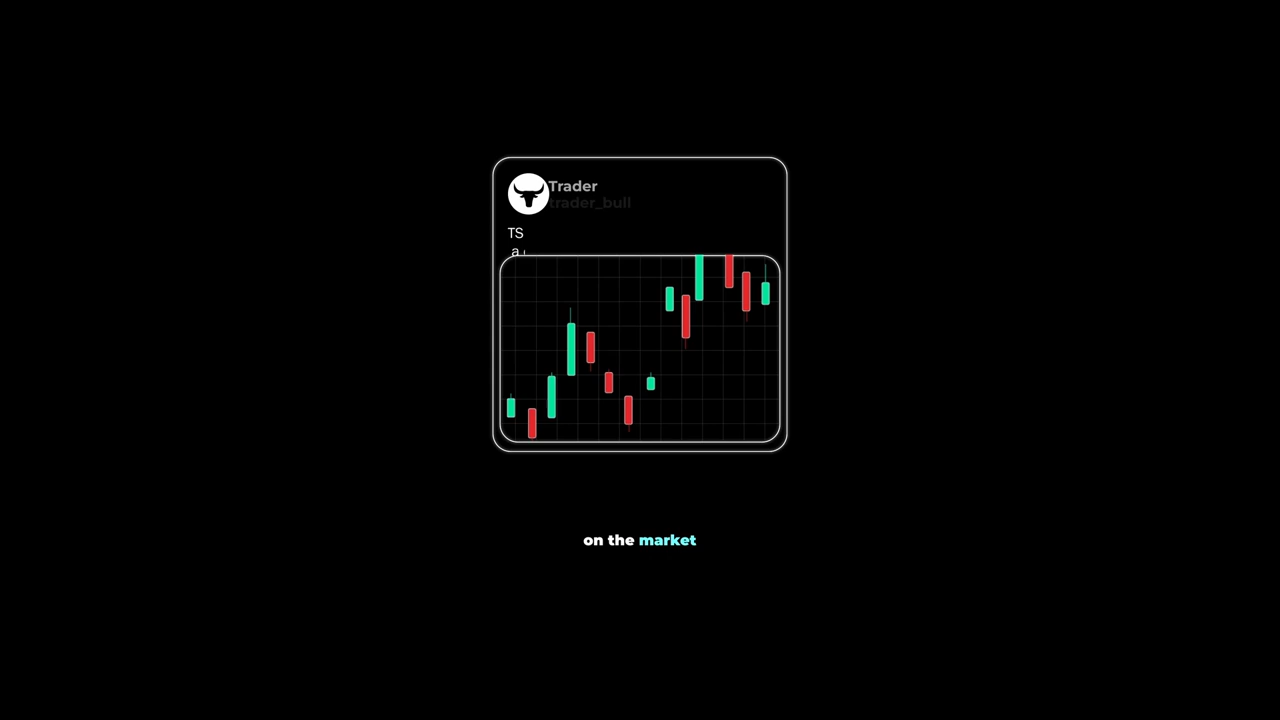 Trader
trader_bull
TS
a
on the market